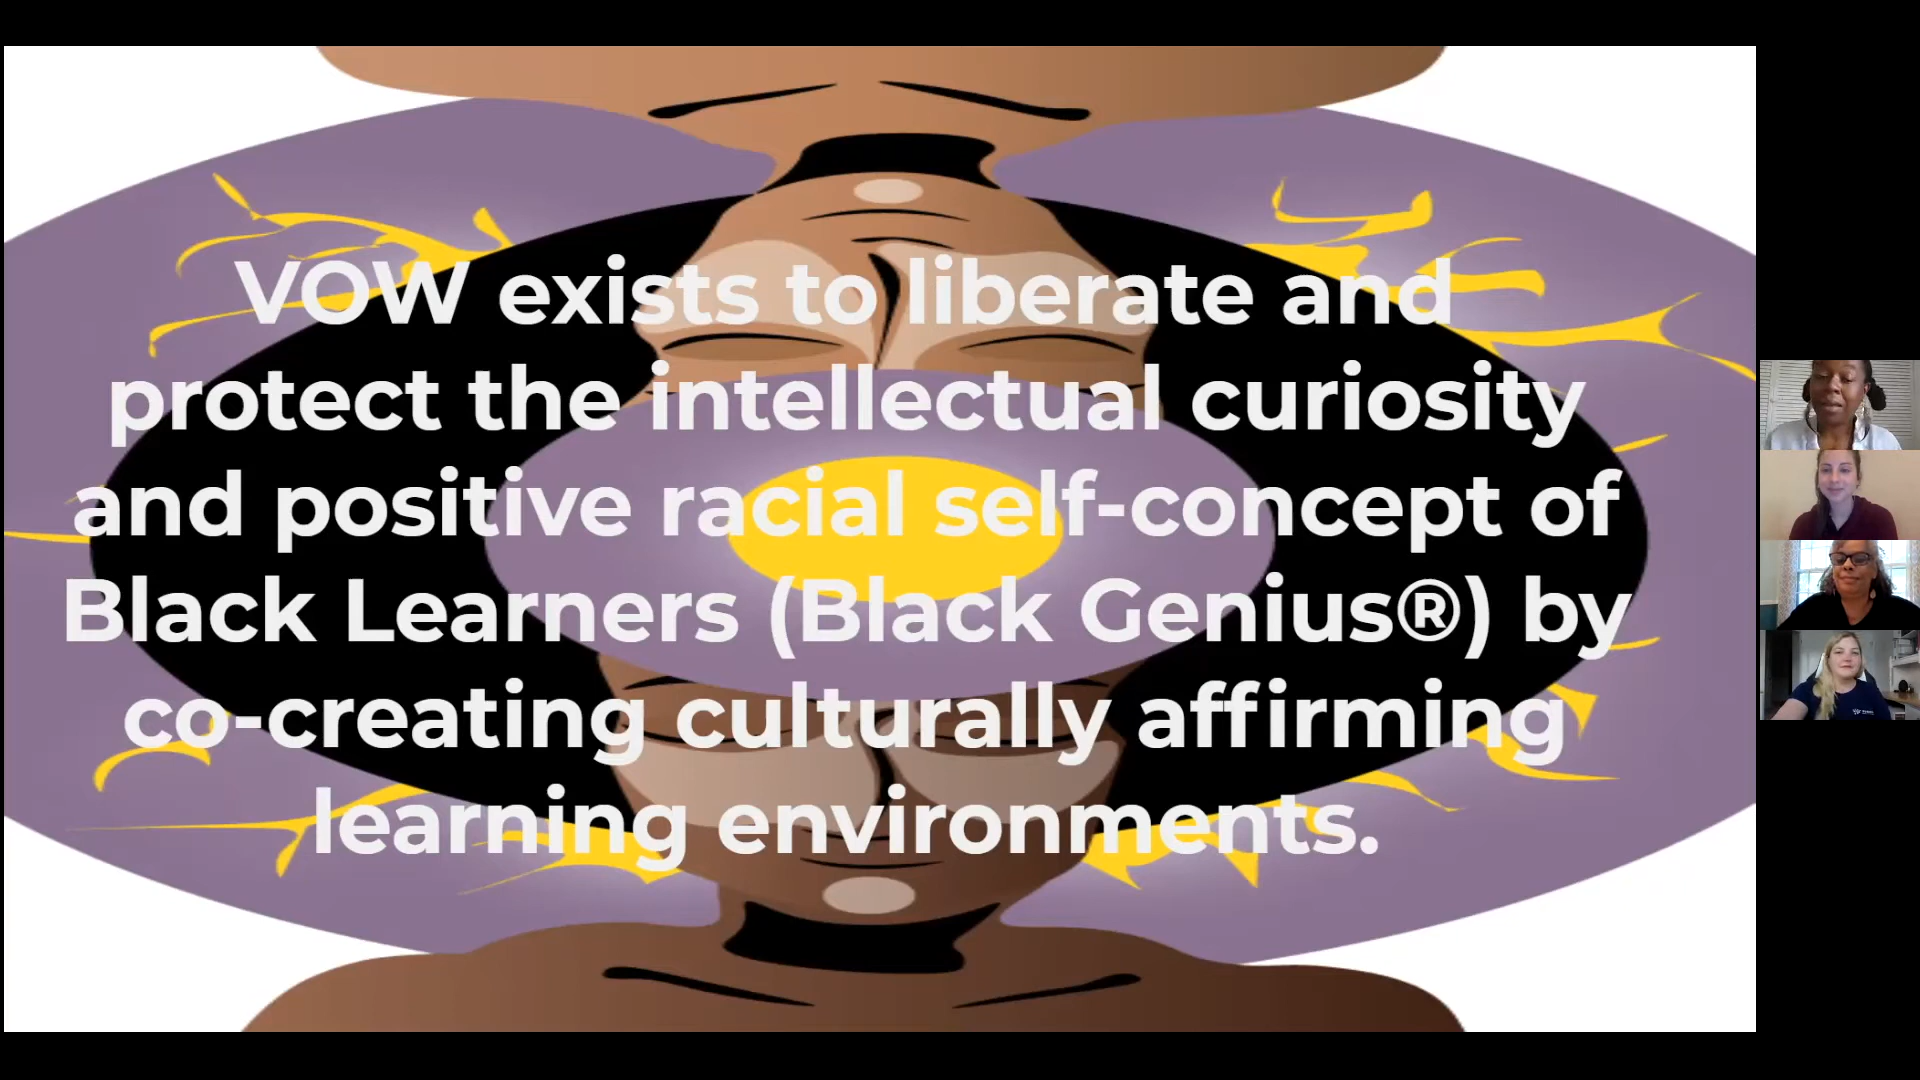 VOW exists to liberate and
protect the intellectual curiosity
and positive racial self-concept of
Black Learners (Black Genius®) by
co-creating culturally affirming
learning environments.